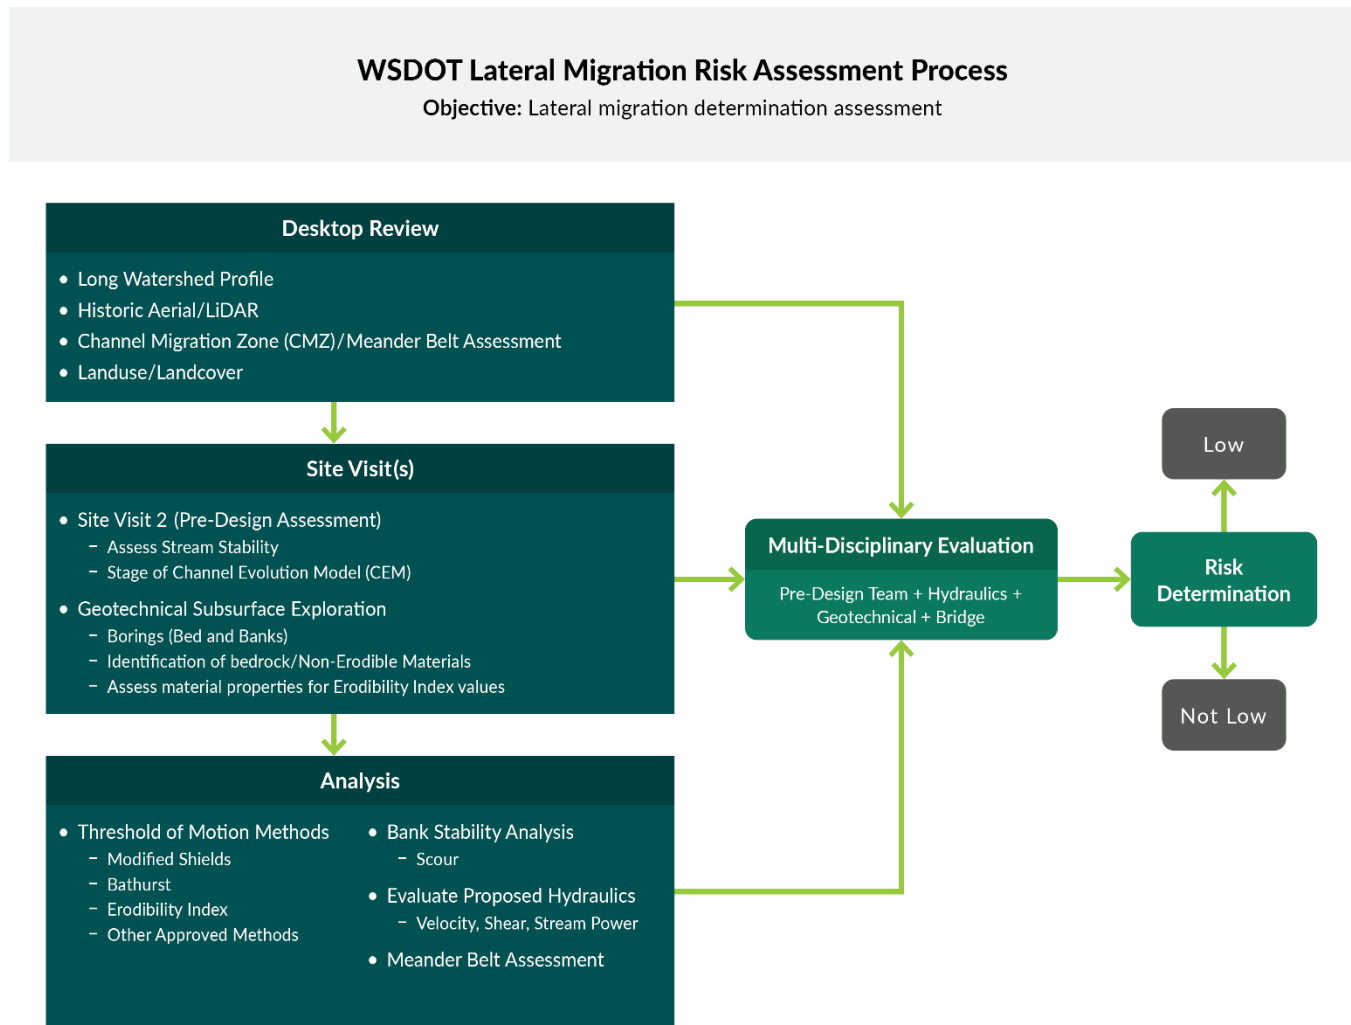 WSDOT Lateral Migration Risk Assessment Process
Objective: Lateral migration determination assessment
Desktop Review
• Long Watershed Profile
• Historic Aerial/LiDAR
• Channel Migration Zone (CMZ)/Meander Belt Assessment
• Landuse/Landcover
Site Visit(s)
• Site Visit 2 (Pre-Design Assessment)
– Assess Stream Stability
– Stage of Channel Evolution Model (CEM)
• Geotechnical Subsurface Exploration
– Borings (Bed and Banks)
– Identification of bedrock/Non-Erodible Materials
– Assess material properties for Erodibility Index values
Analysis
• Threshold of Motion Methods
– Modified Shields
– Bathurst
– Erodibility Index
– Other Approved Methods
• Bank Stability Analysis
– Scour
• Evaluate Proposed Hydraulics
– Velocity, Shear, Stream Power
• Meander Belt Assessment
Multi-Disciplinary Evaluation
Pre-Design Team + Hydraulics +
Geotechnical + Bridge
Risk
Determination
Low
Not Low